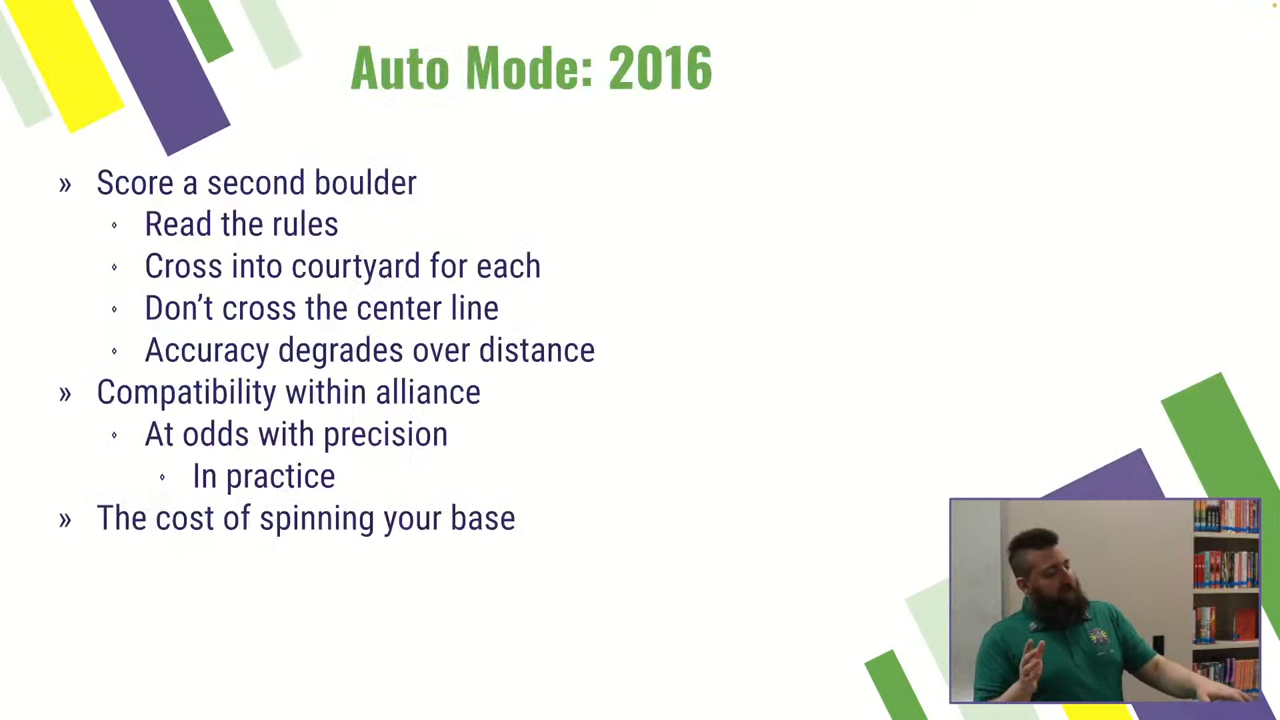 Auto Mode: 2016
» Score a second boulder
Read the rules
Cross into courtyard for each
Don’t cross the center line
Accuracy degrades over distance
» Compatibility within alliance
At odds with precision
In practice
» The cost of spinning your base